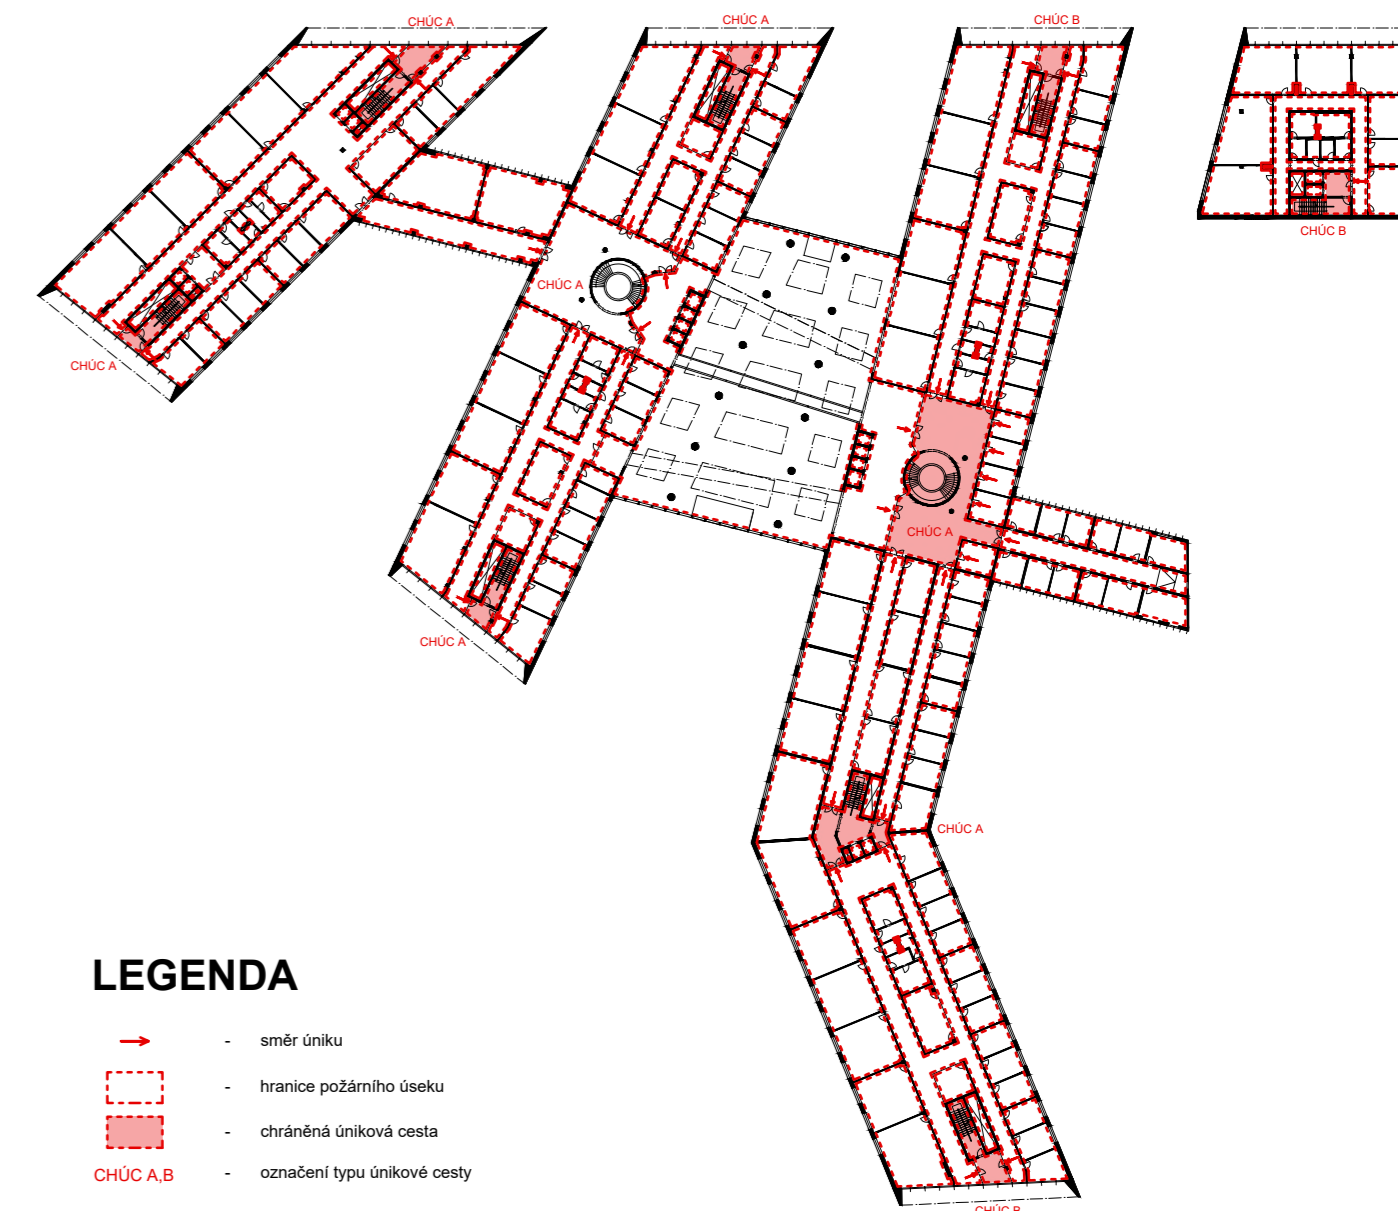 CHÚC A
CHÚC A
CHÚC B
CHÚC B
CHÚC A
CHÚC A
CHÚC A
CHÚC A
CHÚC A
LEGENDA
- směr úniku
- hranice požárního úseku
- chráněná úniková cesta
CHÚC A,B - označení typu únikové cesty
CHÚC B